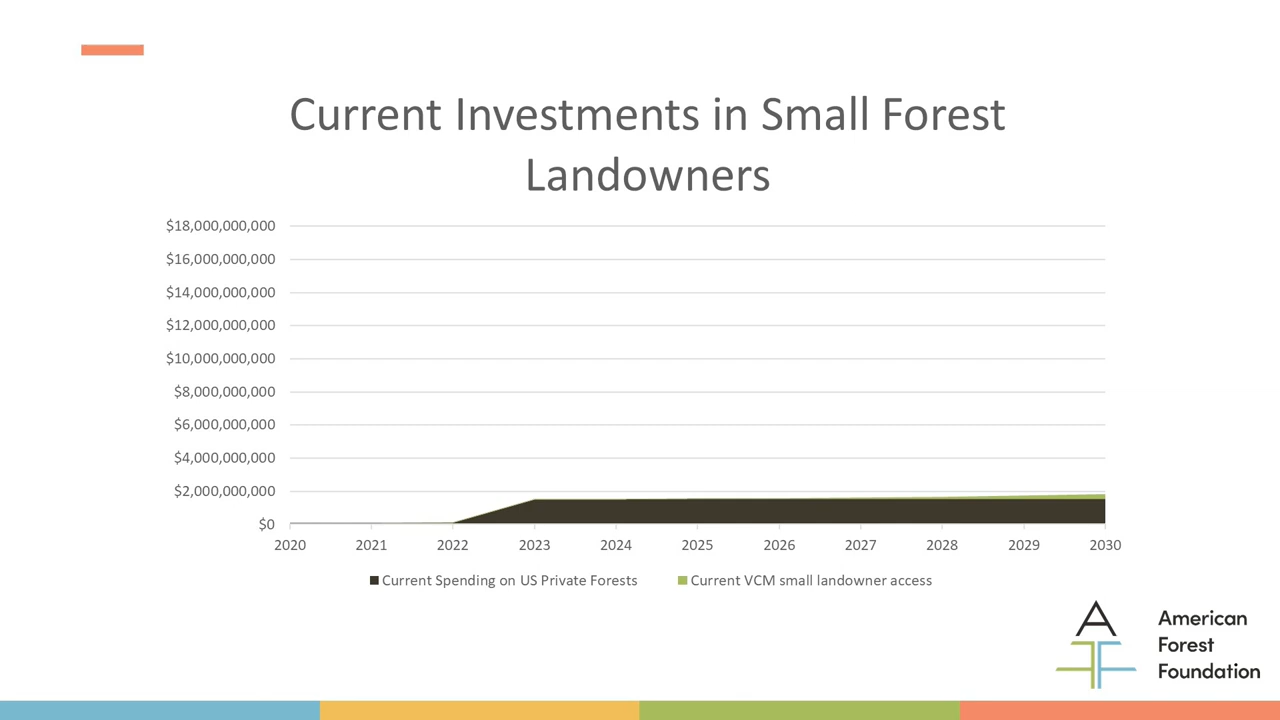 Current Investments in Small Forest
Landowners
$18,000,000,000
$16,000,000,000
$14,000,000,000
$12,000,000,000
$10,000,000,000
$8,000,000,000
$6,000,000,000
$4,000,000,000
$2,000,000,000
$0
2020 2021 2022 2023 2024 2025 2026 2027 2028 2029 2030
Current Spending on US Private Forests Current VCM small landowner access
American
Forest
Foundation